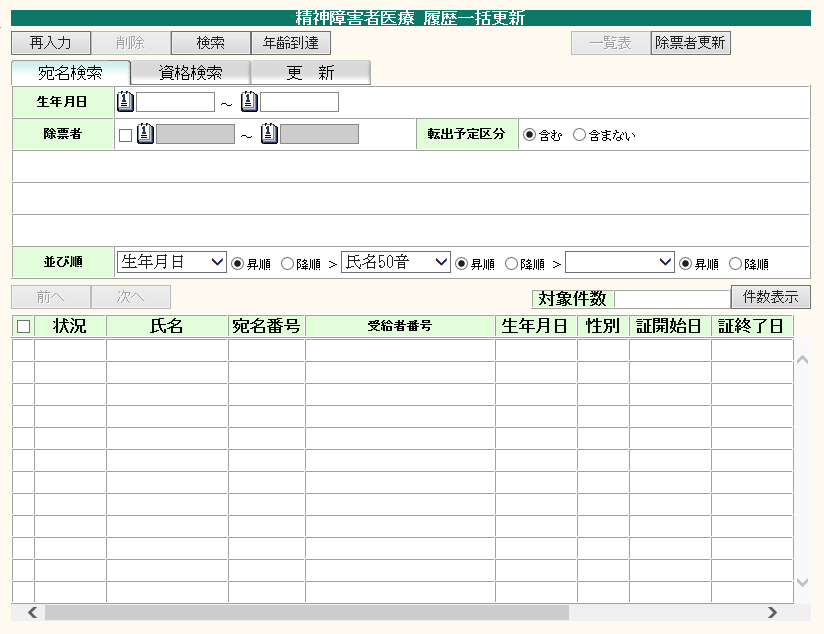 精神障害者医療 履歴一括更新
再入力 削除 検索 年齢到達 一覧表 除票者更新
宛名検索 資格検索 更 新
生年月日 ～
除票者 ～ 転出予定区分 含む 含まない
並び順 生年月日 昇順 降順 > 氏名50音 昇順 降順 > 昇順 降順
前へ 次へ 対象件数 件数表示
状況 氏名 宛名番号 受給者番号 生年月日 性別 証開始日 証終了日